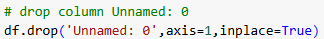 # drop column Unnamed: 0
df.drop('Unnamed: 0',axis=1,inplace=True)